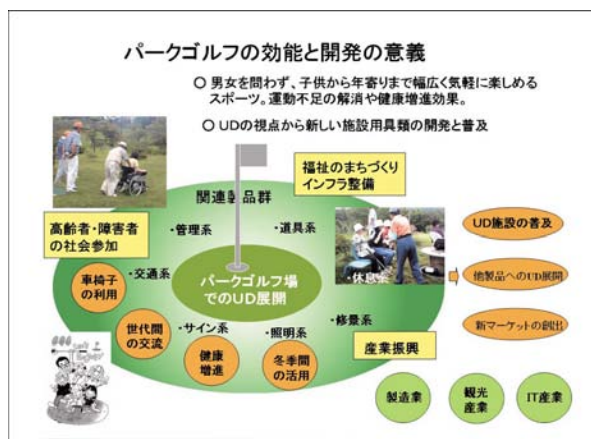 パークゴルフの効能と開発の意義
○ 男女を問わず、子供から年寄りまで幅広く気軽に楽しめる
スポーツ。運動不足の解消や健康増進効果。
○ UDの視点から新しい施設用具類の開発と普及
福祉のまちづくり
インフラ整備
関連製品群
高齢者・障害者
の社会参加
・管理系
・道具系
UD施設の普及
車椅子
の利用
・交通系
パークゴルフ場
でのUD展開
・休息系
他製品へのUD展開
世代間
の交流
・サイン系
・照明系
・修景系
新マーケットの創出
健康
増進
冬季間
の活用
産業振興
製造業
観光
産業
IT産業